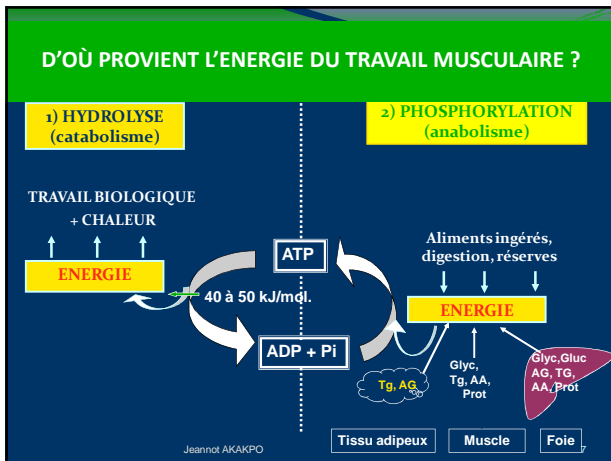 D'OÙ PROVIENT L'ENERGIE DU TRAVAIL MUSCULAIRE ?
1) HYDROLYSE
(catabolisme)
2) PHOSPHORYLATION
(anabolisme)
TRAVAIL BIOLOGIQUE
+ CHALEUR
ENERGIE
40 à 50 kJ/mol.
ATP
ADP + Pi
Aliments ingérés,
digestion, réserves
ENERGIE
Tg, AG
Glyc,
Tg, AA,
Prot
Glyc,Gluc
AG, TG,
AA, Prot
Tissu adipeux
Muscle
Foie
Jeannot AKAKPO
7